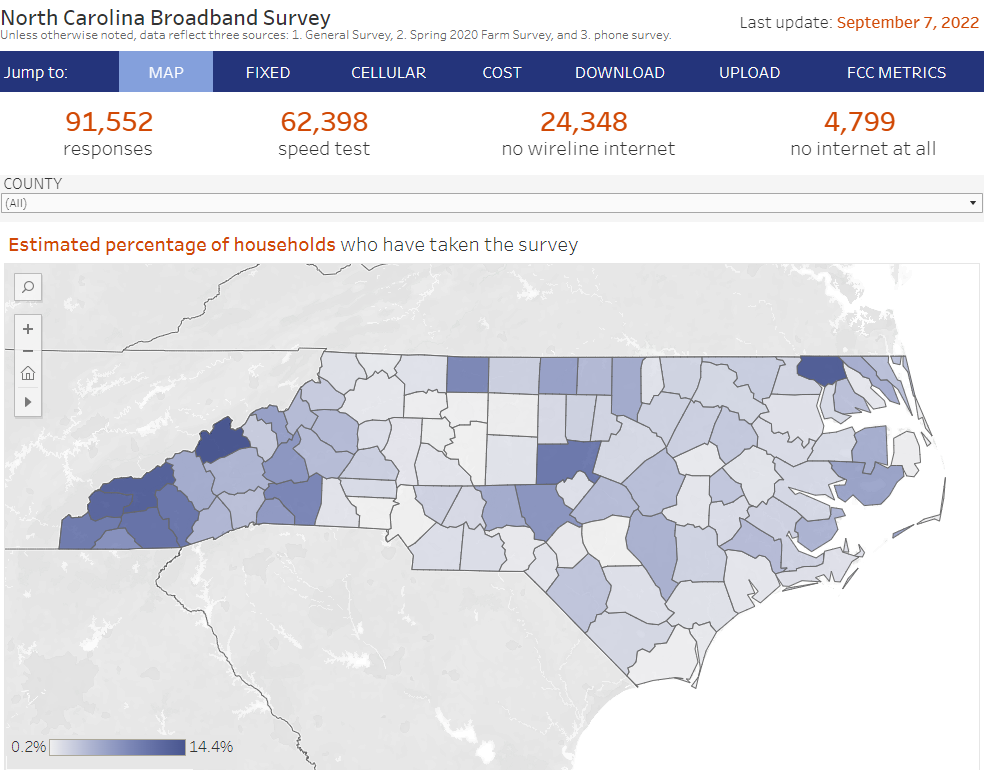 North Carolina Broadband Survey
Unless otherwise noted, data reflect three sources: 1. General Survey, 2. Spring 2020 Farm Survey, and 3. phone survey.
Last update: September 7, 2022
Jump to: MAP FIXED CELLULAR COST DOWNLOAD UPLOAD FCC METRICS
91,552 62,398 24,348 4,799
responses speed test no wireline internet no internet at all
COUNTY
(All)
Estimated percentage of households who have taken the survey
0.2% 14.4%